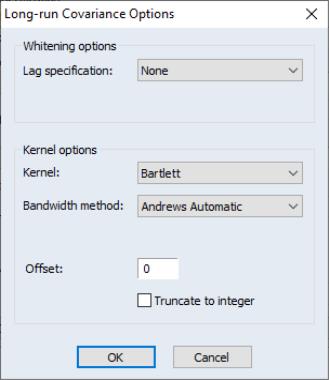 Long-run Covariance Options
Whitening options
Lag specification: None
Kernel options
Kernel: Bartlett
Bandwidth method: Andrews Automatic
Offset: 0
Truncate to integer
OK Cancel